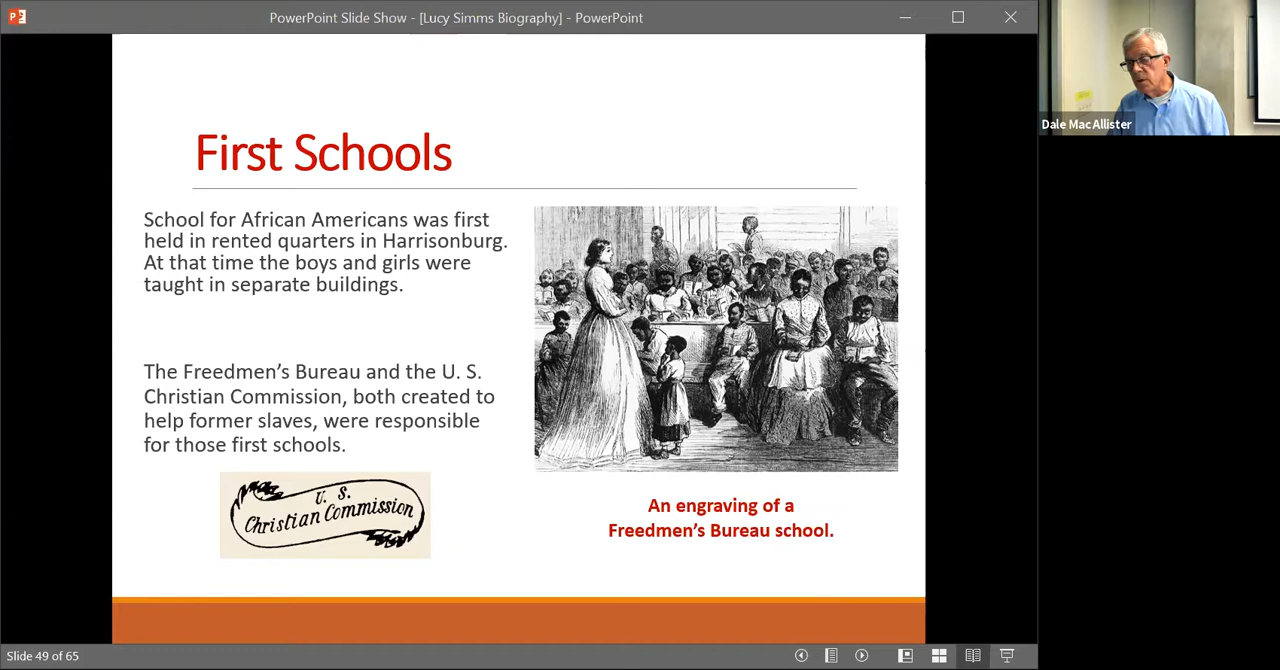 PowerPoint Slide Show - [Lucy Simms Biography] - PowerPoint
Dale MacAllister
First Schools
School for African Americans was first
held in rented quarters in Harrisonburg.
At that time the boys and girls were
taught in separate buildings.
The Freedmen’s Bureau and the U. S.
Christian Commission, both created to
help former slaves, were responsible
for those first schools.
U. S.
Christian Commission
An engraving of a
Freedmen’s Bureau school.
Slide 49 of 65